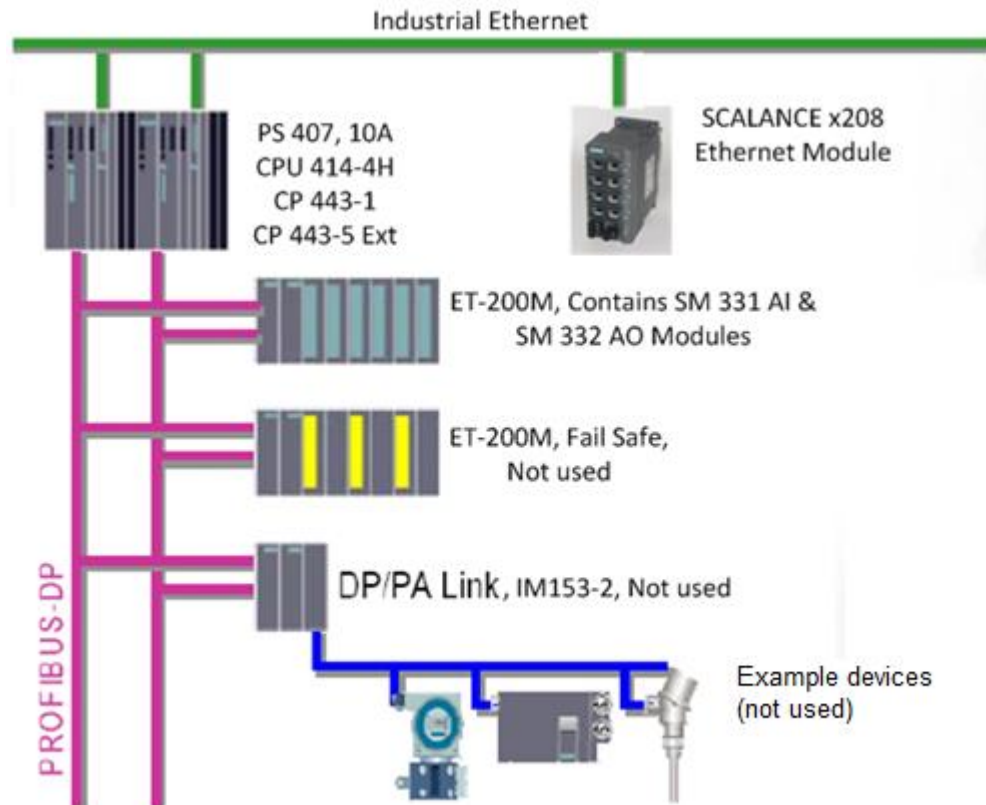 Industrial Ethernet
PS 407, 10A
CPU 414-4H
CP 443-1
CP 443-5 Ext
SCALANCE x208
Ethernet Module
ET-200M, Contains SM 331 AI &
SM 332 AO Modules
ET-200M, Fail Safe,
Not used
DP/PA Link, IM153-2, Not used
PROFIBUS-DP
Example devices
(not used)